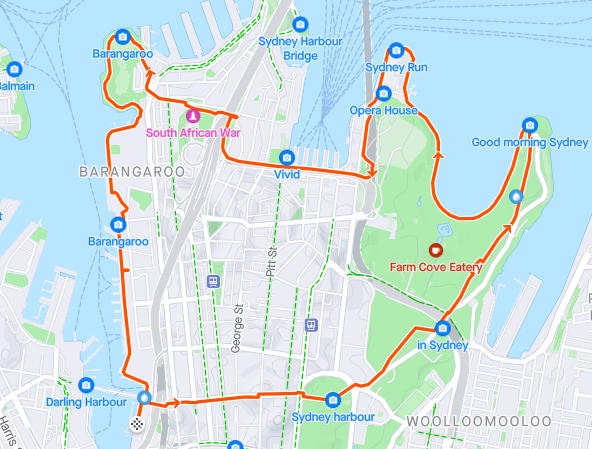 Barangaroo
Sydney Harbour
Bridge
Sydney Run
Balmain
Opera House
South African War
Good morning Sydney
BARANGAROO
Vivid
Barangaroo
Pitt St
Farm Cove Eatery
George St
in Sydney
Darling Harbour
Sydney harbour
WOOLLOOMOOLOO
Harris